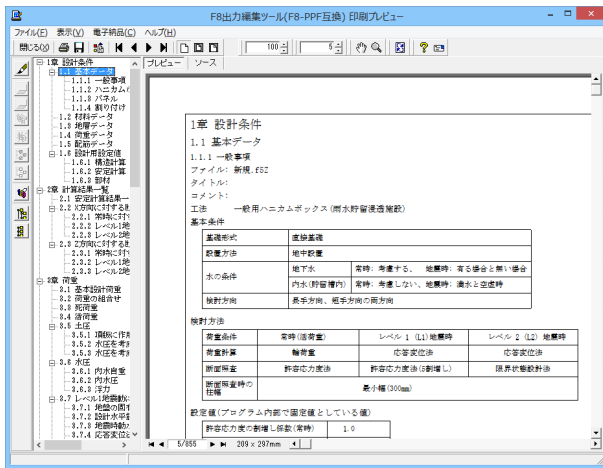 F8出力編集ツール(F8-PPF互換) 印刷プレビュー
ファイル(F) 表示(V) 電子納品(C) ヘルプ(H)
閉じる(X) 100 5
プレビュー ソース
1章 設計条件
1.1 基本データ
1.1.1 一般事項
1.1.2 ハニカム
1.1.3 パネル
1.1.4 割り付け
1.2 材料データ
1.3 地層データ
1.4 荷重データ
1.5 配筋データ
1.6 設計用設定値
1.6.1 構造計算
1.6.2 安定計算
1.6.3 部材
2章 計算結果一覧
2.1 安定計算結果一
2.2 X方向に対する
2.2.1 常時に対
2.2.2 レベル1地
2.2.3 レベル2地
2.3 Z方向に対する
2.3.1 常時に対
2.3.2 レベル1地
2.3.3 レベル2地
3章 荷重
3.1 基本設計荷重
3.2 荷重の組合せ
3.3 死荷重
3.4 活荷重
3.5 土圧
3.5.1 頂版に作
3.5.2 水圧を考
3.5.3 水圧を考
3.6 水圧
3.6.1 内水自重
3.6.2 内水圧
3.6.3 浮力
3.7 レベル1地震動
3.7.1 地盤の固有
3.7.2 設計水平震
3.7.3 地震時動
3.7.4 応答変位
1章 設計条件
1.1 基本データ
1.1.1 一般事項
ファイル: 新規.f5Z
タイトル:
コメント:
工法 一般用ハニカムボックス(雨水貯留浸透施設)
基本条件
基礎形式 直接基礎
設置方法 地中設置
水の条件 地下水 常時: 考慮する、 地震時: 有る場合と無い場合
内水(貯留槽内) 常時: 考慮しない、地震時: 満水と空虚時
検討方向 長手方向、短手方向の両方向
検討方法
荷重条件 常時(活荷重) レベル 1 (L1)地震時 レベル 2 (L2) 地震時
荷重計算 輪荷重 応答変位法 応答変位法
断面照査 許容応力度法 許容応力度法(5割増し) 限界状態設計法
断面照査時の柱幅 最小幅(300mm)
設定値(プログラム内部で固定値としている値)
許容応力度の割増し係数(常時) 1.0
5/855 209 x 297mm